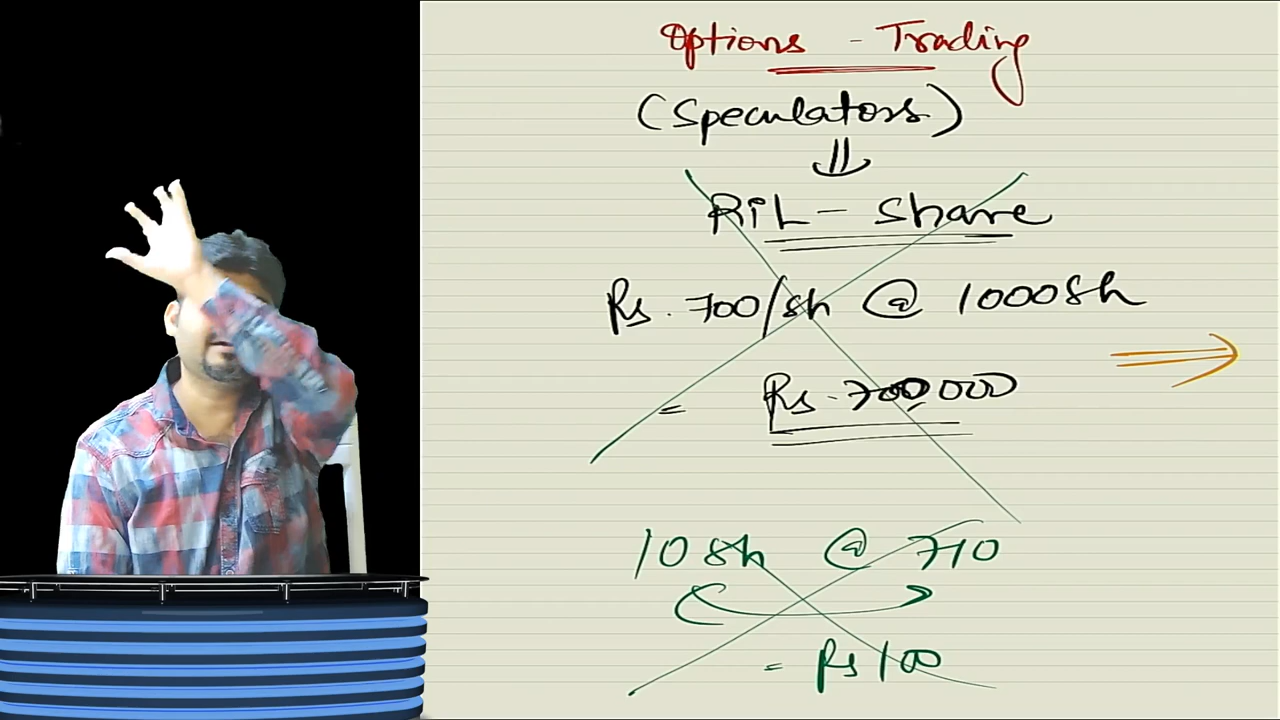 Options - Trading
(Speculators)
RIL - Share
Rs. 700/sh @ 1000sh
= Rs. 700,000
10 sh @ 710
= Rs 100